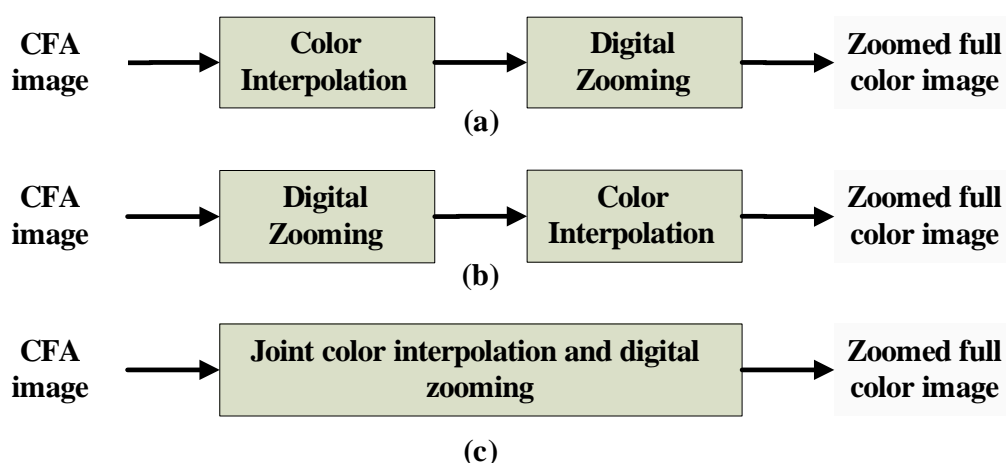 CFA
image
Color
Interpolation
Digital
Zooming
Zoomed full
color image
(a)
CFA
image
Digital
Zooming
Color
Interpolation
Zoomed full
color image
(b)
CFA
image
Joint color interpolation and digital
zooming
Zoomed full
color image
(c)